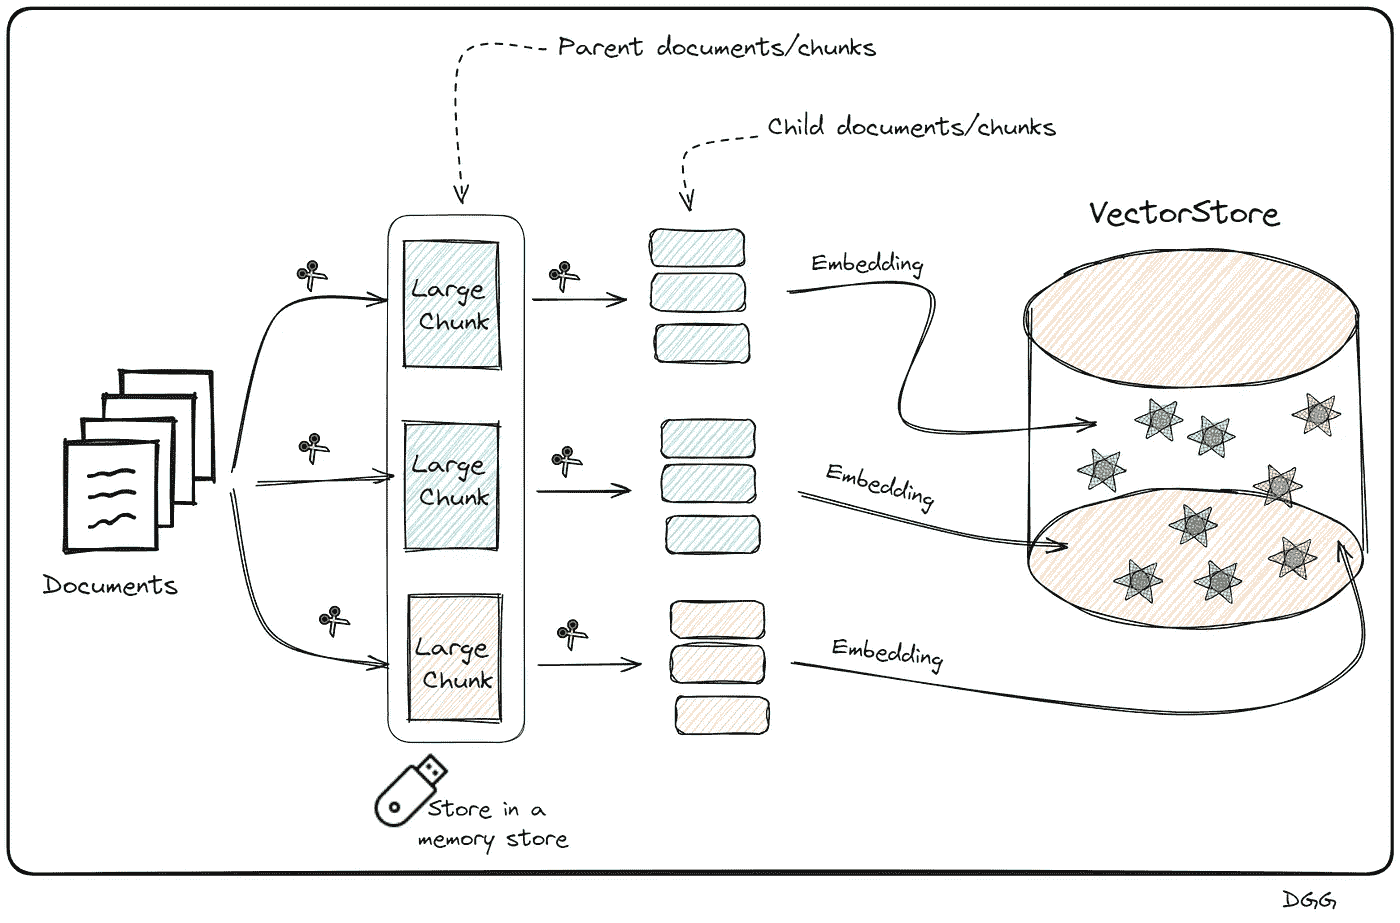 Parent documents/chunks
Child documents/chunks
VectorStore
Embedding
Large
Chunk
Embedding
Large
Chunk
Documents
Embedding
Large
Chunk
Store in a
memory store
DGG